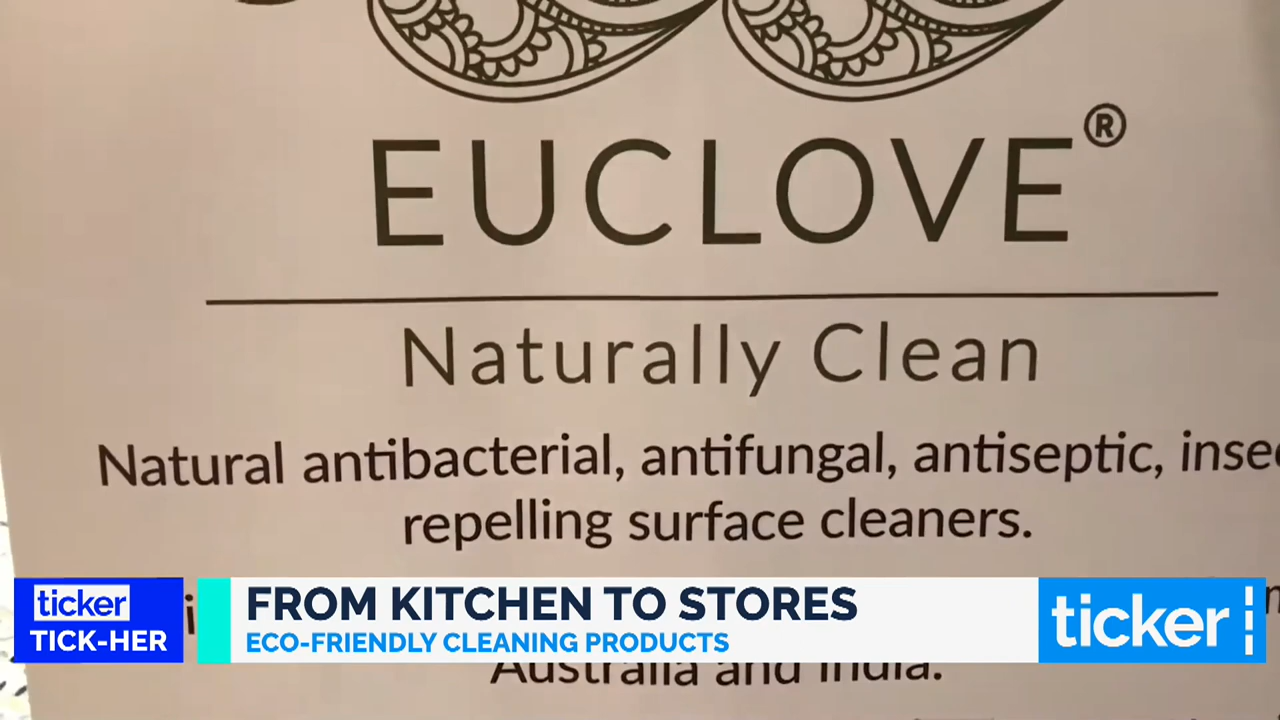 EUCLOVE®
Naturally Clean
Natural antibacterial, antifungal, antiseptic,
repelling surface cleaners.
Australia and India.
ticker
TICK-HER
FROM KITCHEN TO STORES
ECO-FRIENDLY CLEANING PRODUCTS
ticker